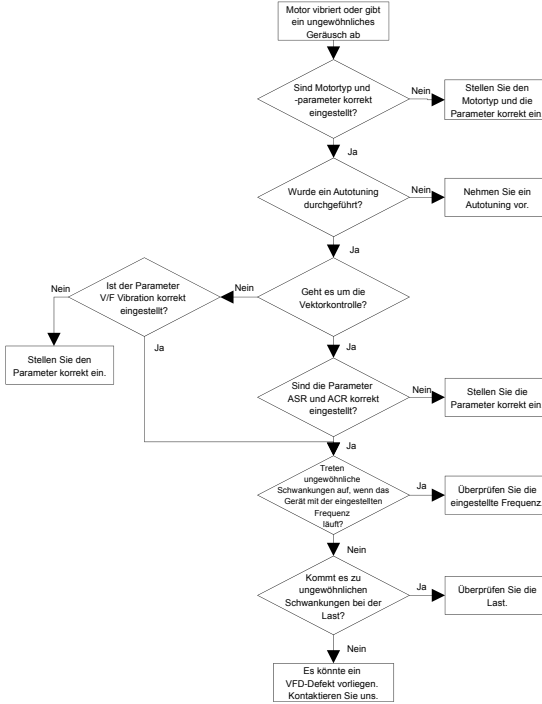 Motor vibriert oder gibt
ein ungewöhnliches
Geräusch ab
Sind Motortyp und
-parameter korrekt
eingestellt?
Nein
Stellen Sie den
Motortyp und die
Parameter korrekt ein
Ja
Wurde ein Autotuning
durchgeführt?
Nein
Nehmen Sie ein
Autotuning vor.
Ja
Geht es um die
Vektorkontrolle?
Nein
Ist der Parameter
V/F Vibration korrekt
eingestellt?
Nein
Stellen Sie den
Parameter korrekt ein.
Ja
Ja
Sind die Parameter
ASR und ACR korrekt
eingestellt?
Nein
Stellen Sie die
Parameter korrekt ein
Ja
Treten
ungewöhnliche
Schwankungen auf, wenn das
Gerät mit der eingestellten
Frequenz
läuft?
Ja
Überprüfen Sie die
eingestellte Frequenz.
Nein
Kommt es zu
ungewöhnlichen
Schwankungen bei der
Last?
Ja
Überprüfen Sie die
Last.
Nein
Es könnte ein
VFD-Defekt vorliegen.
Kontaktieren Sie uns.